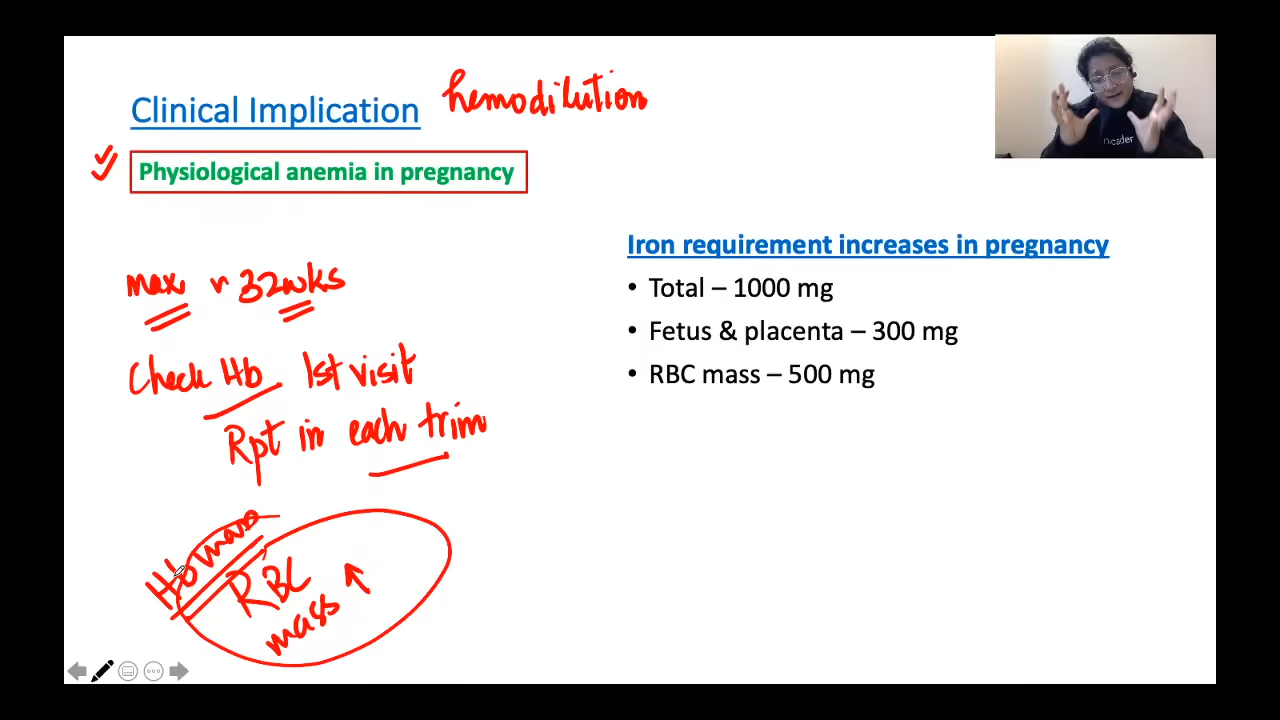 Clinical Implication hemodilution
Physiological anemia in pregnancy
max ~ 32wks
Check Hb 1st visit
Rpt in each trim
Hb mass
RBC
mass ↑
Iron requirement increases in pregnancy
• Total – 1000 mg
• Fetus & placenta – 300 mg
• RBC mass – 500 mg